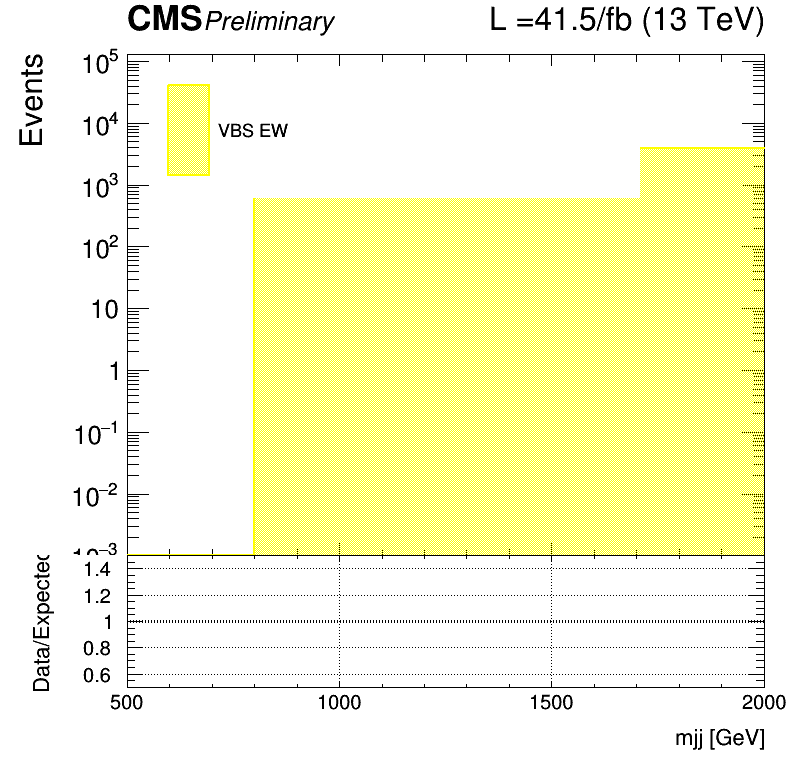 CMS Preliminary L =41.5/fb (13 TeV)
Events
10⁵
VBS EW
10⁴
10³
10²
10
1
10⁻¹
10⁻²
10⁻³
Data/Expected
1.4
1.2
1
0.8
0.6
500 1000 1500 2000
mjj [GeV]